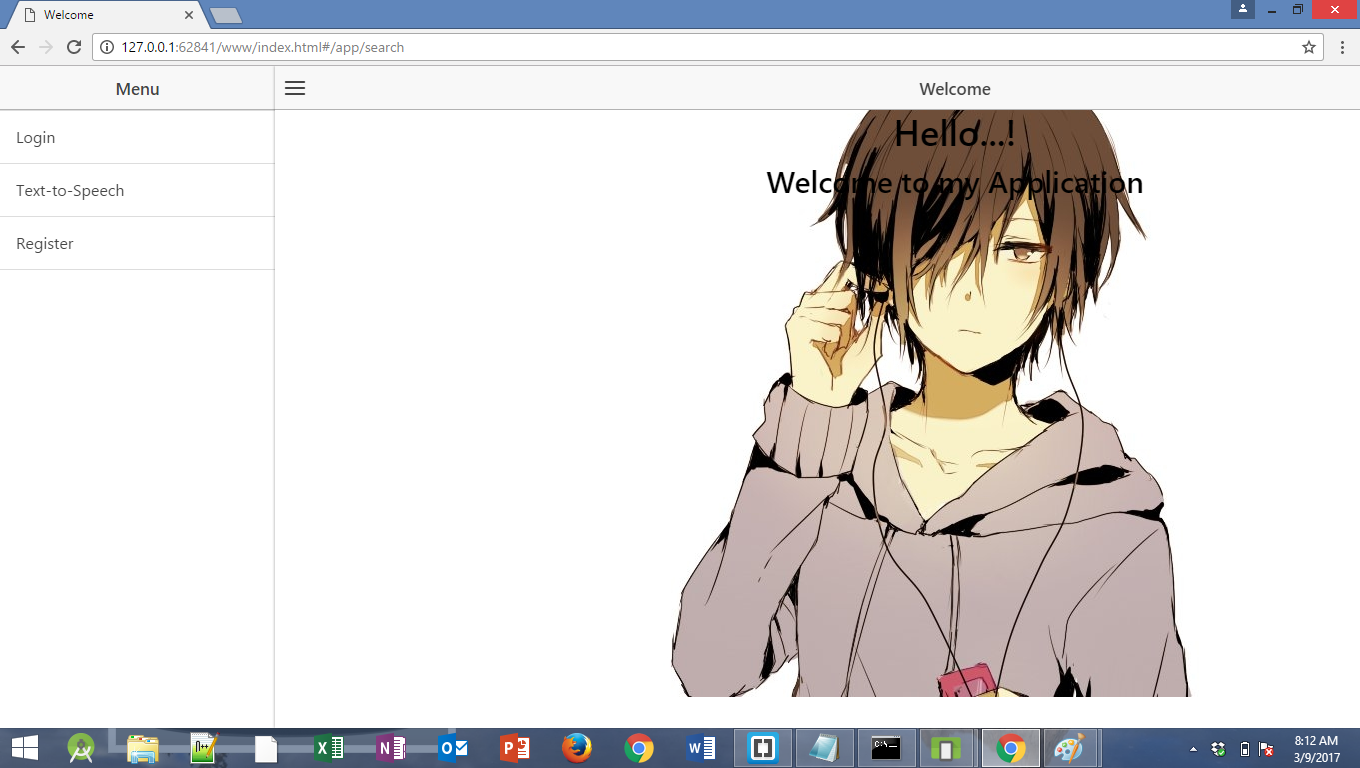 Welcome
127.0.0.1:62841/www/index.html#/app/search
Menu
Welcome
Login
Text-to-Speech
Register
Hello...!
Welcome to my Application
8:12 AM
3/9/2017